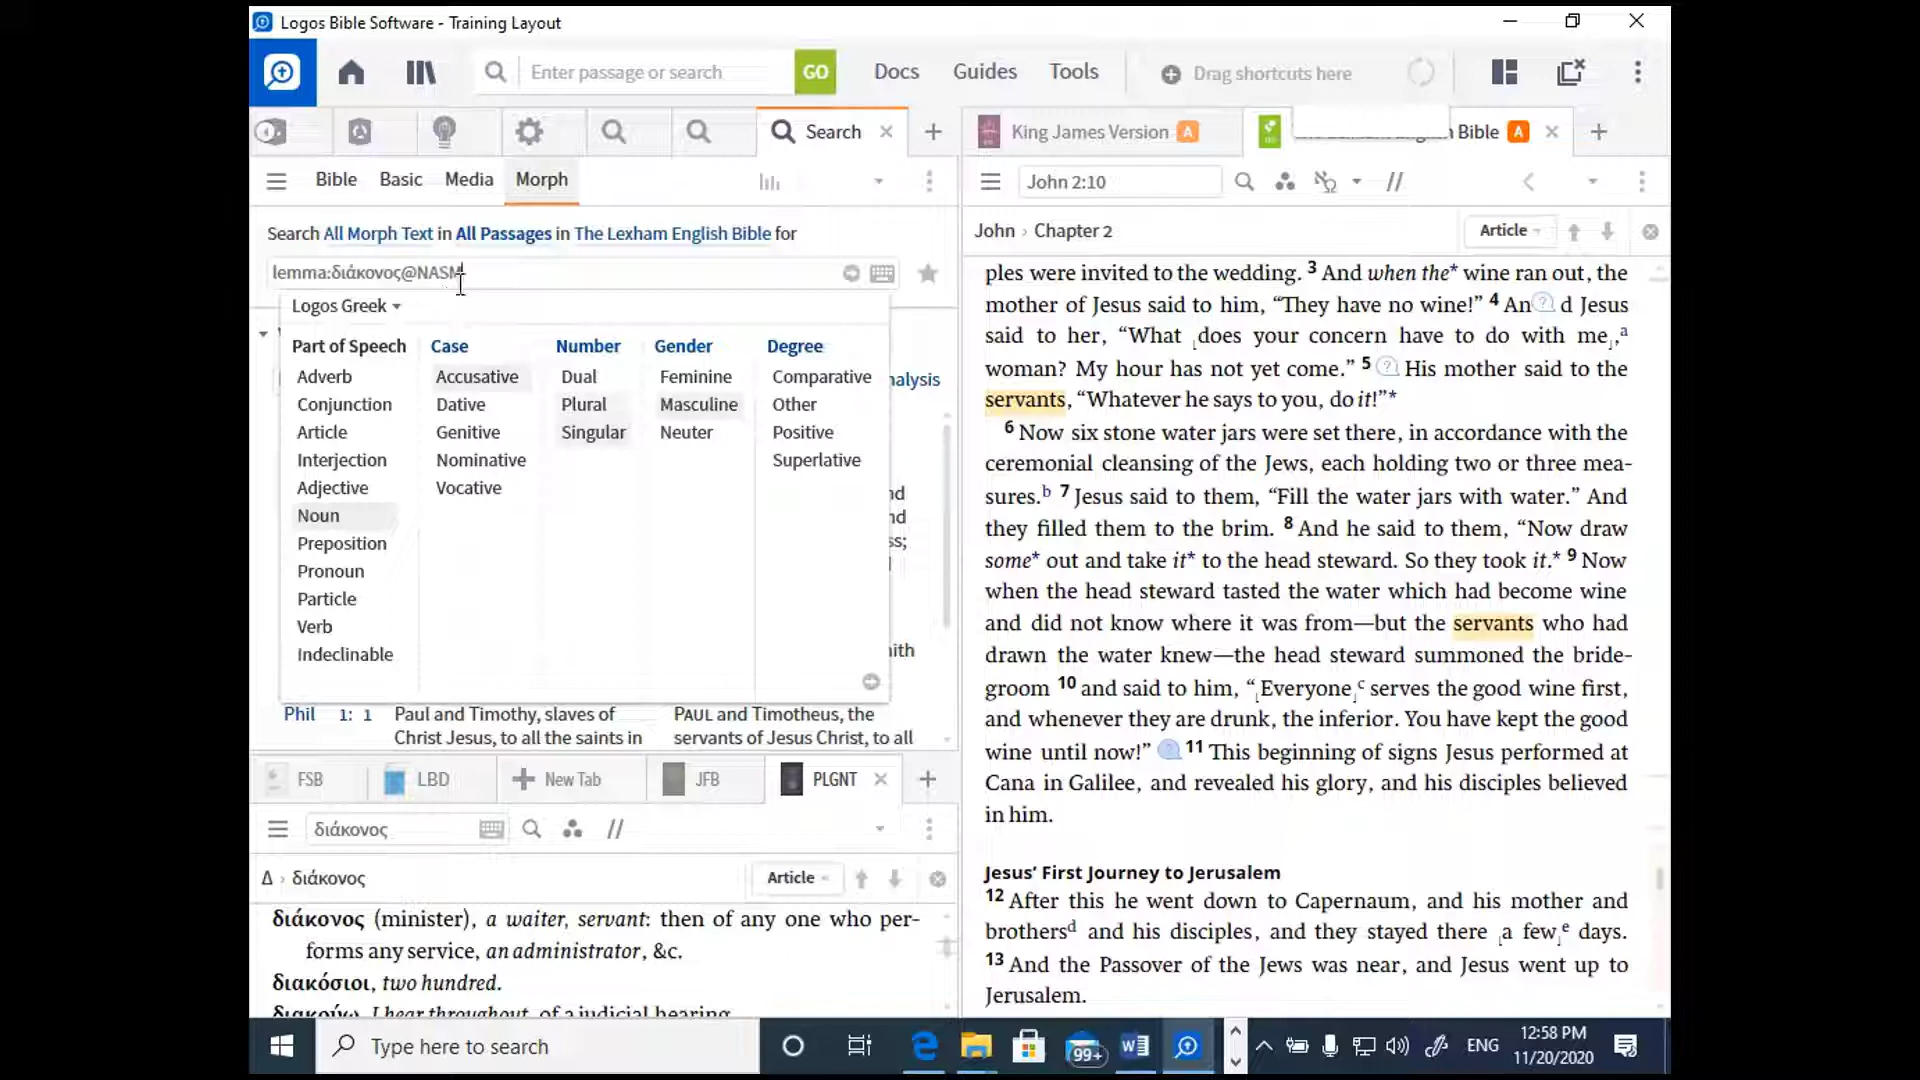 Logos Bible Software - Training Layout
Enter passage or search
GO
Docs
Guides
Tools
Drag shortcuts here
Search
King James Version A
Bible A
Bible
Basic
Media
Morph
John 2:10
Search All Morph Text in All Passages in The Lexham English Bible for
lemma:διάκονος@NASM
Logos Greek
Part of Speech
Adverb
Conjunction
Article
Interjection
Adjective
Noun
Preposition
Pronoun
Particle
Verb
Indeclinable
Case
Accusative
Dative
Genitive
Nominative
Vocative
Number
Dual
Plural
Singular
Gender
Feminine
Masculine
Neuter
Degree
Comparative
Other
Positive
Superlative
Phil 1: 1
Paul and Timothy, slaves of
Christ Jesus, to all the saints in
PAUL and Timotheus, the
servants of Jesus Christ, to all
FSB
LBD
New Tab
JFB
PLGNT
διάκονος
Δ › διάκονος
Article
διάκονος (minister), a waiter, servant: then of any one who per-
forms any service, an administrator, &c.
διακόσιοι, two hundred.
διακούω, I hear throughout, of a judicial hearing
John › Chapter 2
Article
ples were invited to the wedding. 3 And when the* wine ran out, the
mother of Jesus said to him, “They have no wine!” 4 And Jesus
said to her, “What ⌊does your concern have to do with me⌋,a
woman? My hour has not yet come.” 5 His mother said to the
servants, “Whatever he says to you, do it!”*
6 Now six stone water jars were set there, in accordance with the
ceremonial cleansing of the Jews, each holding two or three mea-
sures.b 7 Jesus said to them, “Fill the water jars with water.” And
they filled them to the brim. 8 And he said to them, “Now draw
some* out and take it* to the head steward. So they took it.* 9 Now
when the head steward tasted the water which had become wine
and did not know where it was from—but the servants who had
drawn the water knew—the head steward summoned the bride-
groom 10 and said to him, “⌊Everyone⌋c serves the good wine first,
and whenever they are drunk, the inferior. You have kept the good
wine until now!” 11 This beginning of signs Jesus performed at
Cana in Galilee, and revealed his glory, and his disciples believed
in him.
Jesus’ First Journey to Jerusalem
12 After this he went down to Capernaum, and his mother and
brothersd and his disciples, and they stayed there ⌊a few⌋e days.
13 And the Passover of the Jews was near, and Jesus went up to
Jerusalem.
Type here to search
99+
ENG
12:58 PM
11/20/2020